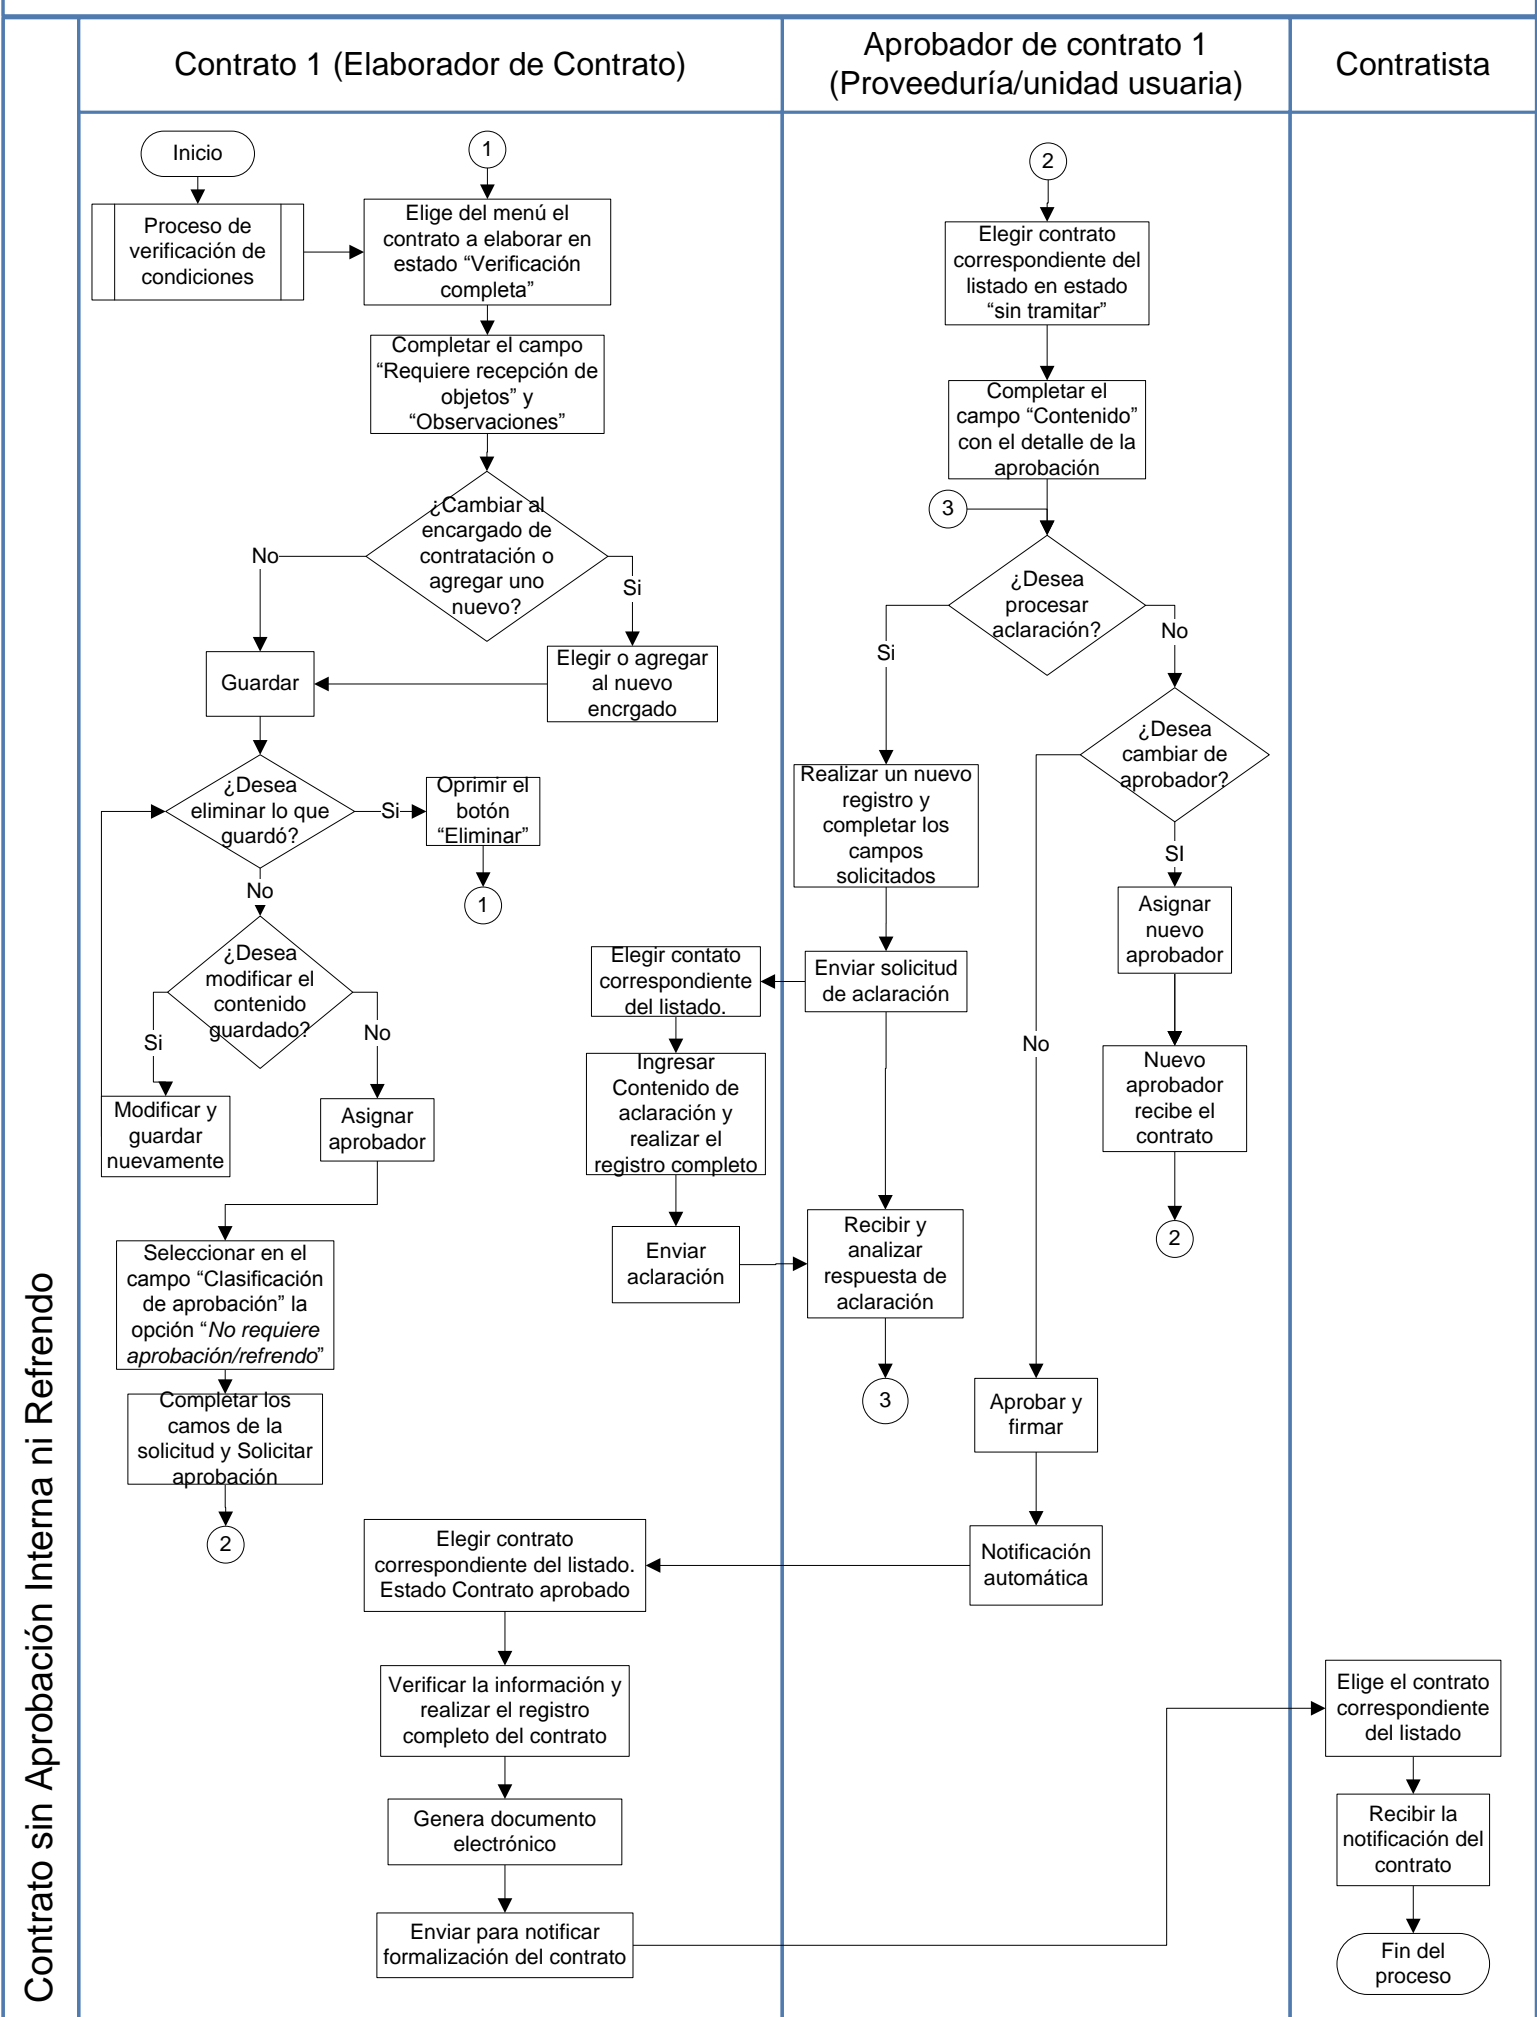 Contrato sin Aprobación Interna ni Refrendo
Contrato 1 (Elaborador de Contrato)
Aprobador de contrato 1
(Proveeduría/unidad usuaria)
Contratista
Inicio
Proceso de
verificación de
condiciones
1
Elige del menú el
contrato a elaborar en
estado “Verificación
completa”
Completar el campo
“Requiere recepción de
objetos” y
“Observaciones”
¿Cambiar al
encargado de
contratación o
agregar uno
nuevo?
No
Si
Guardar
Elegir o agregar
al nuevo
encrgado
¿Desea
eliminar lo que
guardó?
Si
Oprimir el
botón
“Eliminar”
1
No
¿Desea
modificar el
contenido
guardado?
Si
No
Modificar y
guardar
nuevamente
Asignar
aprobador
Seleccionar en el
campo “Clasificación
de aprobación” la
opción “No requiere
aprobación/refrendo”
Completar los
camos de la
solicitud y Solicitar
aprobación
2
Elegir contato
correspondiente
del listado.
Ingresar
Contenido de
aclaración y
realizar el
registro completo
Enviar
aclaración
Elegir contrato
correspondiente del listado.
Estado Contrato aprobado
Verificar la información y
realizar el registro
completo del contrato
Genera documento
electrónico
Enviar para notificar
formalización del contrato
2
Elegir contrato
correspondiente del
listado en estado
“sin tramitar”
Completar el
campo “Contenido”
con el detalle de la
aprobación
3
¿Desea
procesar
aclaración?
Si
No
Realizar un nuevo
registro y
completar los
campos
solicitados
Enviar solicitud
de aclaración
Recibir y
analizar
respuesta de
aclaración
3
¿Desea
cambiar de
aprobador?
No
SI
Asignar
nuevo
aprobador
Nuevo
aprobador
recibe el
contrato
2
Aprobar y
firmar
Notificación
automática
Elige el contrato
correspondiente
del listado
Recibir la
notificación del
contrato
Fin del
proceso